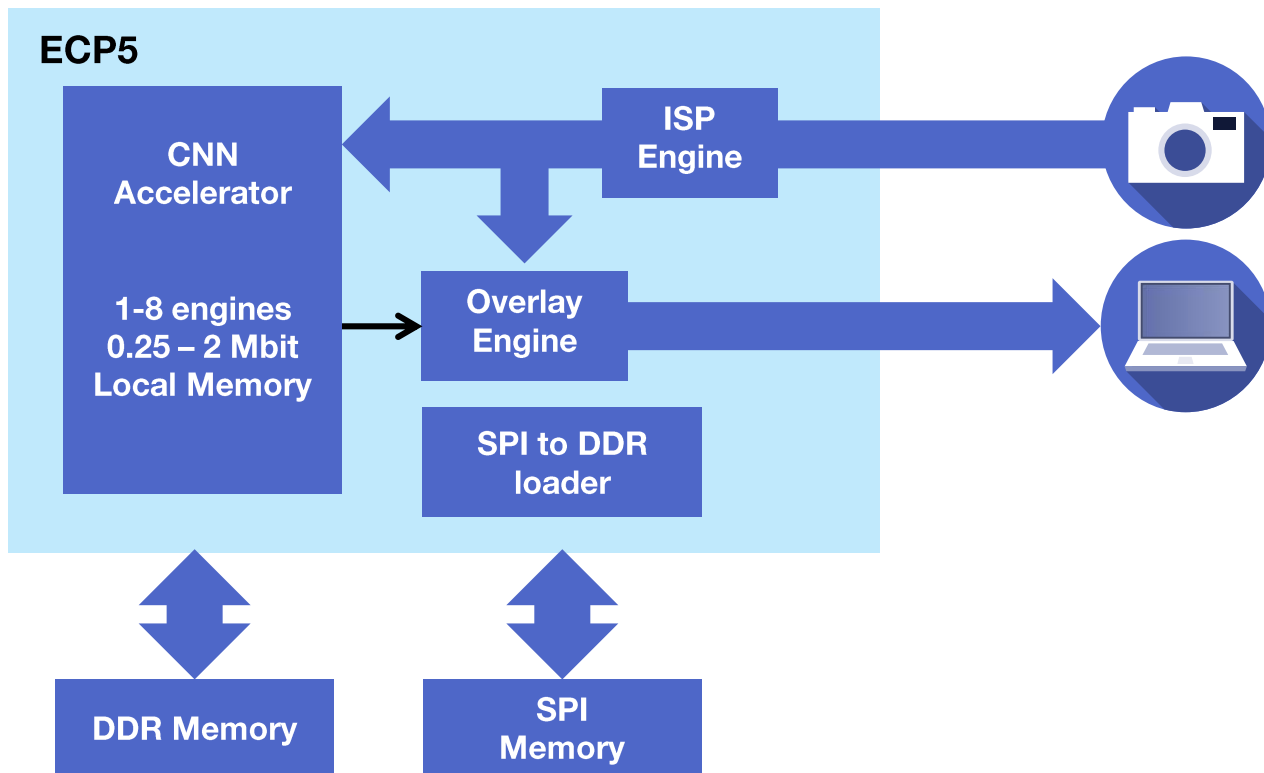 ECP5
CNN
Accelerator
1-8 engines
0.25 – 2 Mbit
Local Memory
ISP
Engine
Overlay
Engine
SPI to DDR
loader
DDR Memory
SPI
Memory